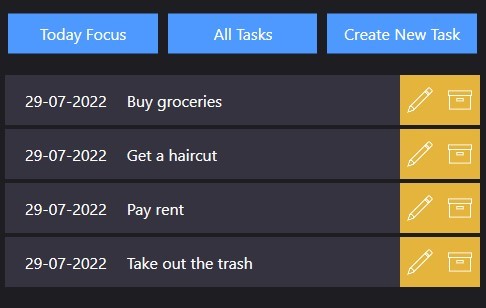 Today Focus All Tasks Create New Task
29-07-2022 Buy groceries
29-07-2022 Get a haircut
29-07-2022 Pay rent
29-07-2022 Take out the trash